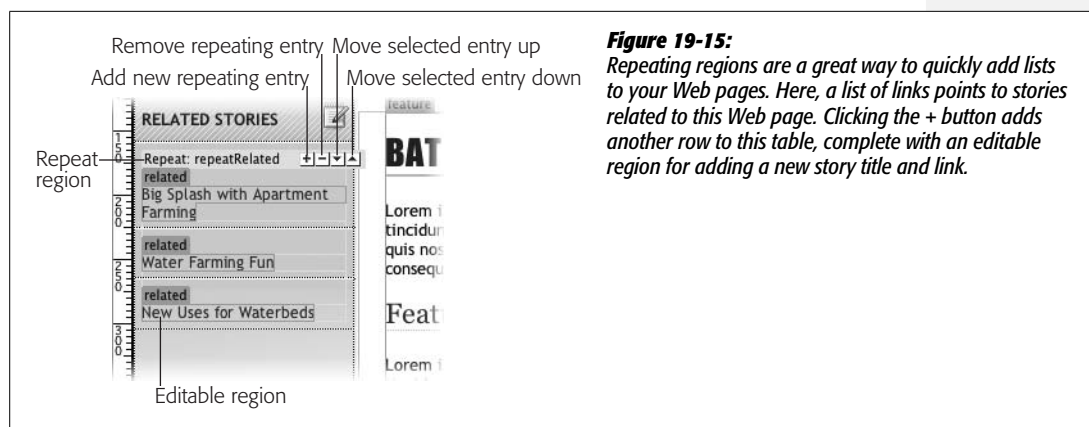 Remove repeating entry Move selected entry up
Add new repeating entry Move selected entry down
RELATED STORIES
feature
150
Repeat region
Repeat: repeatRelated
+ −
BAT
related
Big Splash with Apartment
Farming
200
Lorem i
tincidun
quis nos
consequ
related
Water Farming Fun
250
related
New Uses for Waterbeds
Feat
300
Lorem i
Editable region
Figure 19-15:
Repeating regions are a great way to quickly add lists
to your Web pages. Here, a list of links points to stories
related to this Web page. Clicking the + button adds
another row to this table, complete with an editable
region for adding a new story title and link.